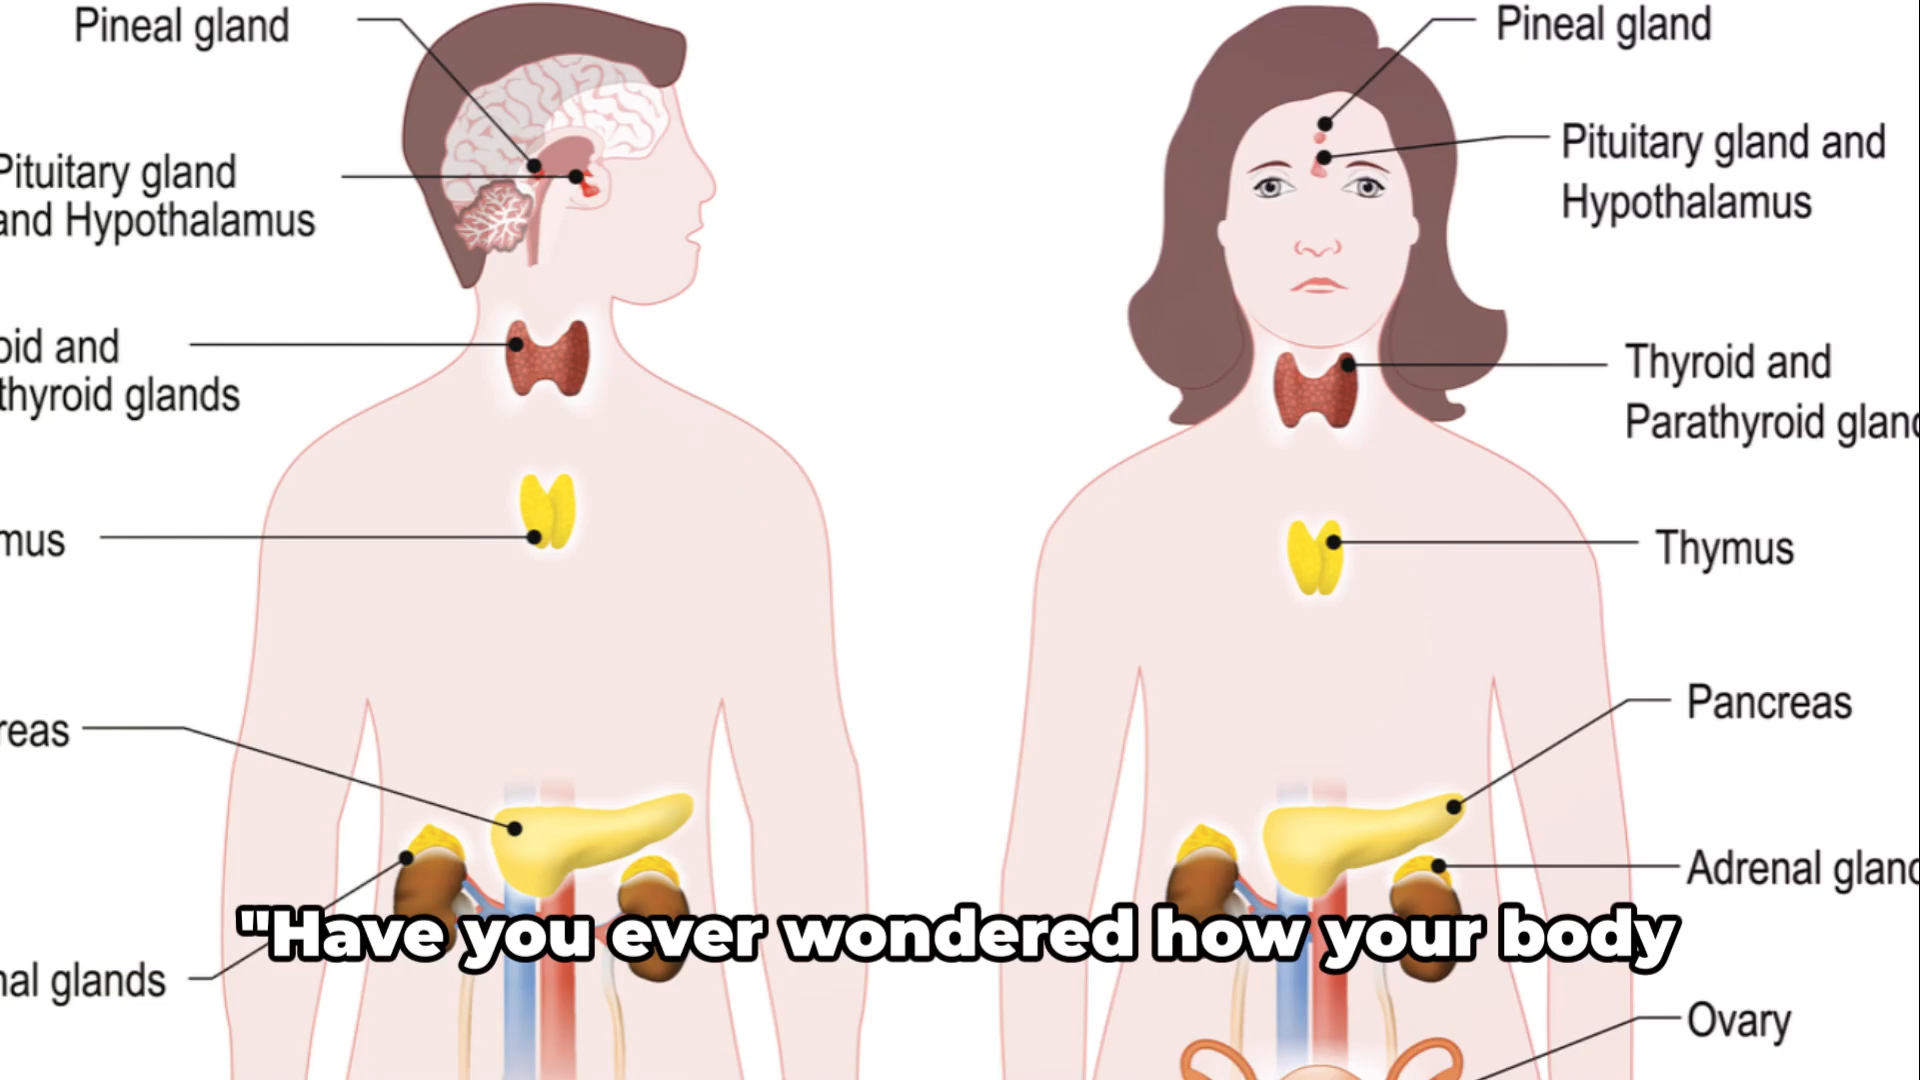 Pineal gland
Pituitary gland
and Hypothalamus
oid and
thyroid glands
mus
reas
nal glands
Pineal gland
Pituitary gland and
Hypothalamus
Thyroid and
Parathyroid gland
Thymus
Pancreas
Adrenal gland
Ovary
"Have you ever wondered how your body